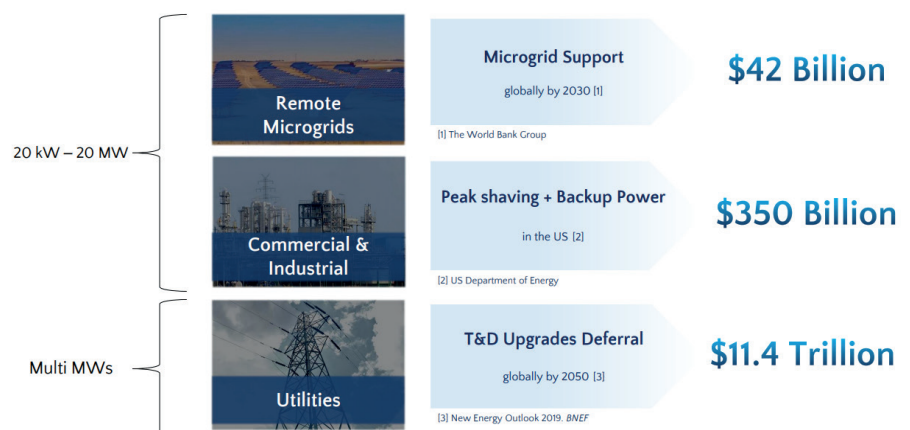 Remote
Microgrids
Microgrid Support
globally by 2030 [1]
$42 Billion
[1] The World Bank Group
20 kW – 20 MW
Commercial &
Industrial
Peak shaving + Backup Power
in the US [2]
$350 Billion
[2] US Department of Energy
Multi MWs
Utilities
T&D Upgrades Deferral
globally by 2050 [3]
$11.4 Trillion
[3] New Energy Outlook 2019. BNEF